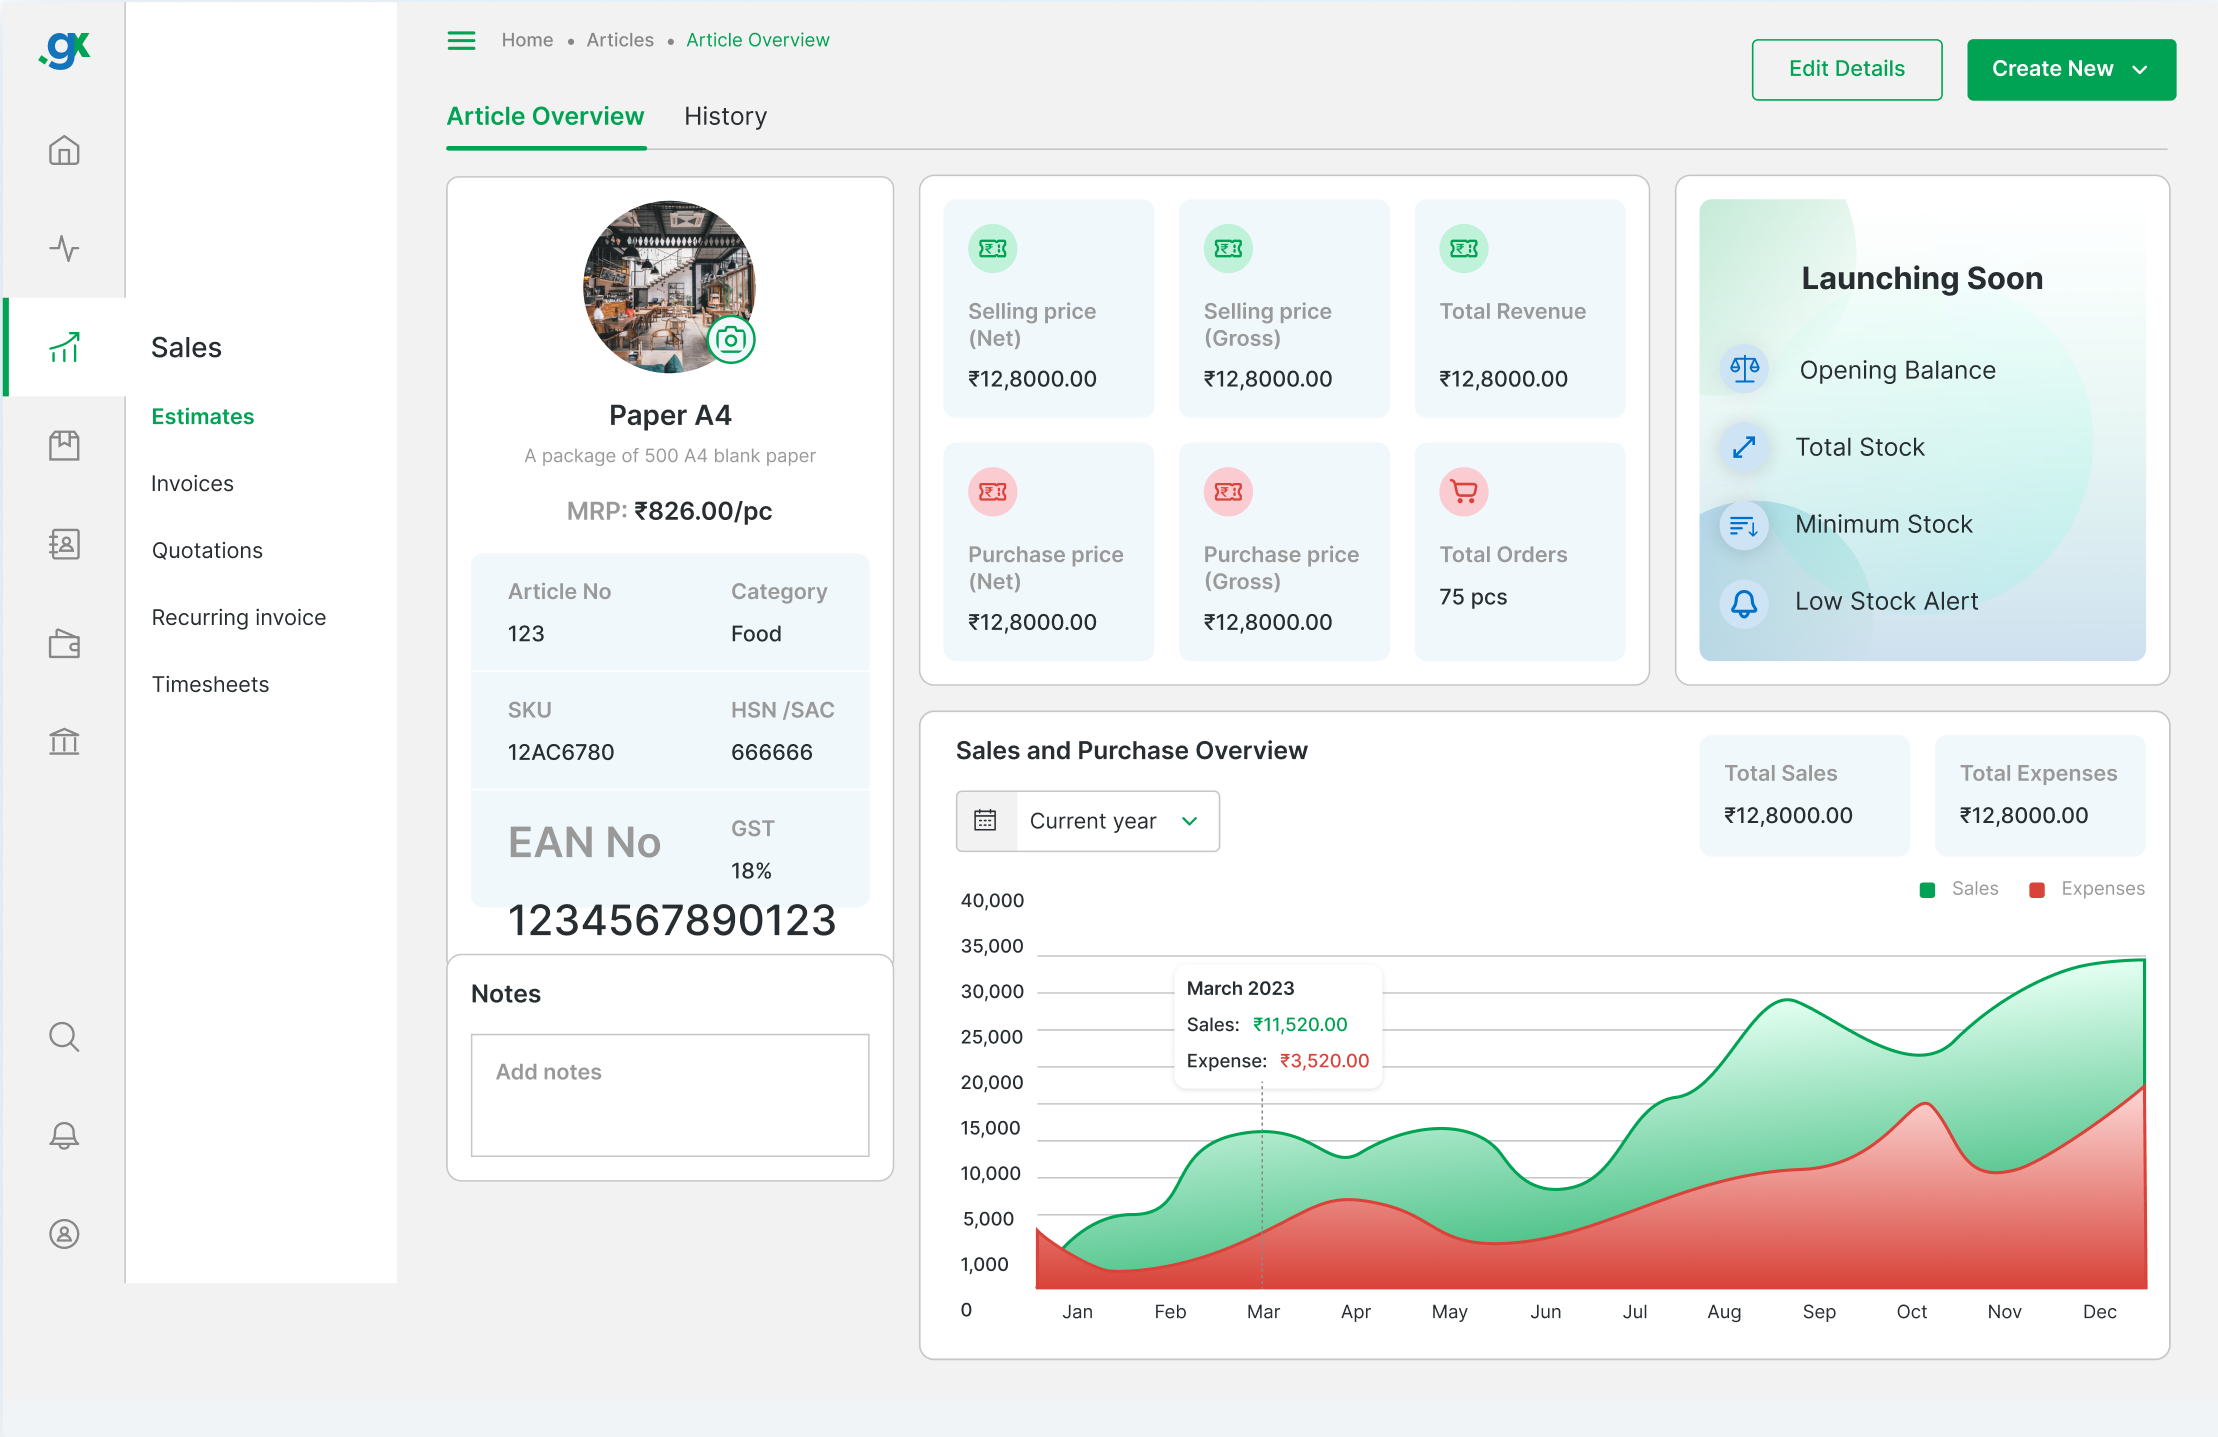 .gx
Home • Articles • Article Overview
Edit Details
Create New
Article Overview
History
Sales
Estimates
Invoices
Quotations
Recurring invoice
Timesheets
Paper A4
A package of 500 A4 blank paper
MRP: ₹826.00/pc
Article No
123
Category
Food
SKU
12AC6780
HSN /SAC
666666
EAN No
1234567890123
GST
18%
Notes
Add notes
Selling price
(Net)
₹12,8000.00
Selling price
(Gross)
₹12,8000.00
Total Revenue
₹12,8000.00
Purchase price
(Net)
₹12,8000.00
Purchase price
(Gross)
₹12,8000.00
Total Orders
75 pcs
Launching Soon
Opening Balance
Total Stock
Minimum Stock
Low Stock Alert
Sales and Purchase Overview
Current year
Total Sales
₹12,8000.00
Total Expenses
₹12,8000.00
Sales
Expenses
40,000
35,000
30,000
25,000
20,000
15,000
10,000
5,000
1,000
0
March 2023
Sales: ₹11,520.00
Expense: ₹3,520.00
Jan Feb Mar Apr May Jun Jul Aug Sep Oct Nov Dec